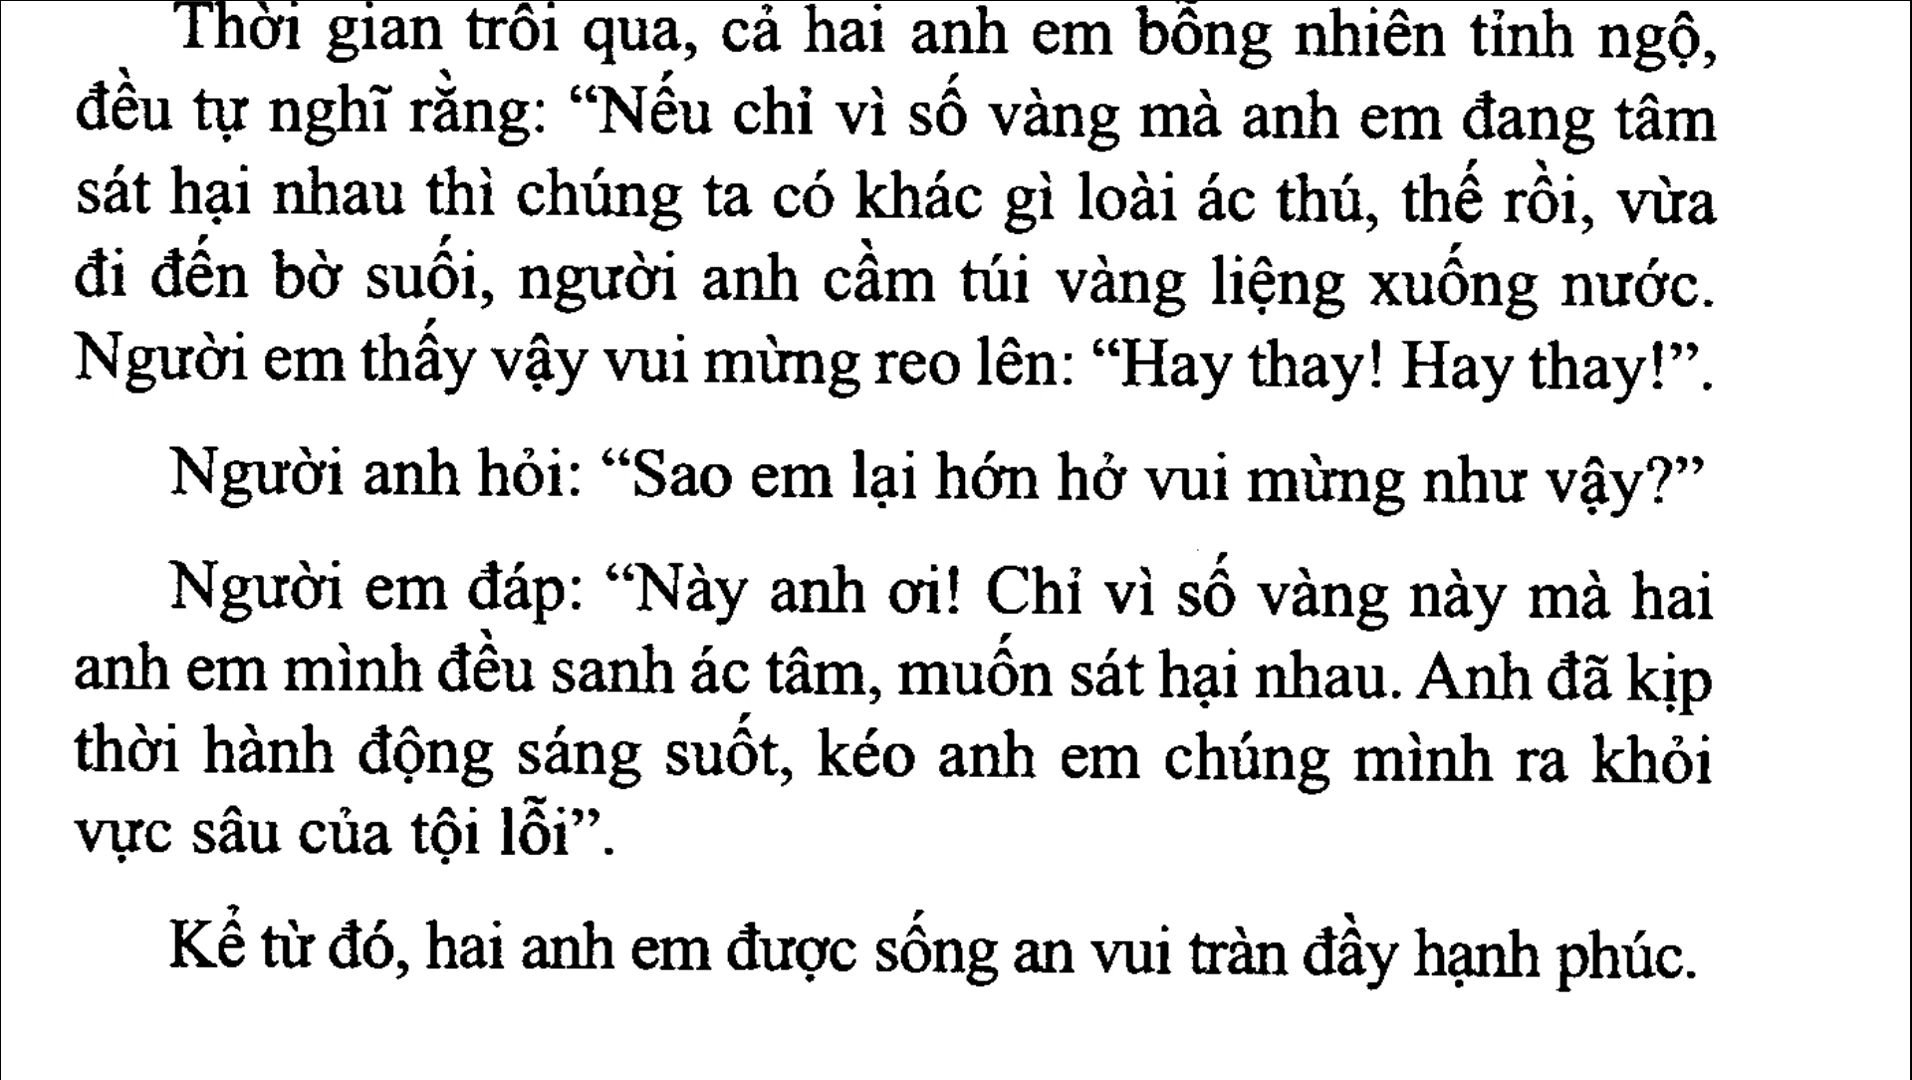 Thời gian trôi qua, cả hai anh em bỗng nhiên tỉnh ngộ,
đều tự nghĩ rằng: “Nếu chỉ vì số vàng mà anh em đang tâm
sát hại nhau thì chúng ta có khác gì loài ác thú, thế rồi, vừa
đi đến bờ suối, người anh cầm túi vàng liệng xuống nước.
Người em thấy vậy vui mừng reo lên: “Hay thay! Hay thay!”.
Người anh hỏi: “Sao em lại hớn hở vui mừng như vậy?”
Người em đáp: “Này anh ơi! Chỉ vì số vàng này mà hai
anh em mình đều sanh ác tâm, muốn sát hại nhau. Anh đã kịp
thời hành động sáng suốt, kéo anh em chúng mình ra khỏi
vực sâu của tội lỗi”.
Kể từ đó, hai anh em được sống an vui tràn đầy hạnh phúc.